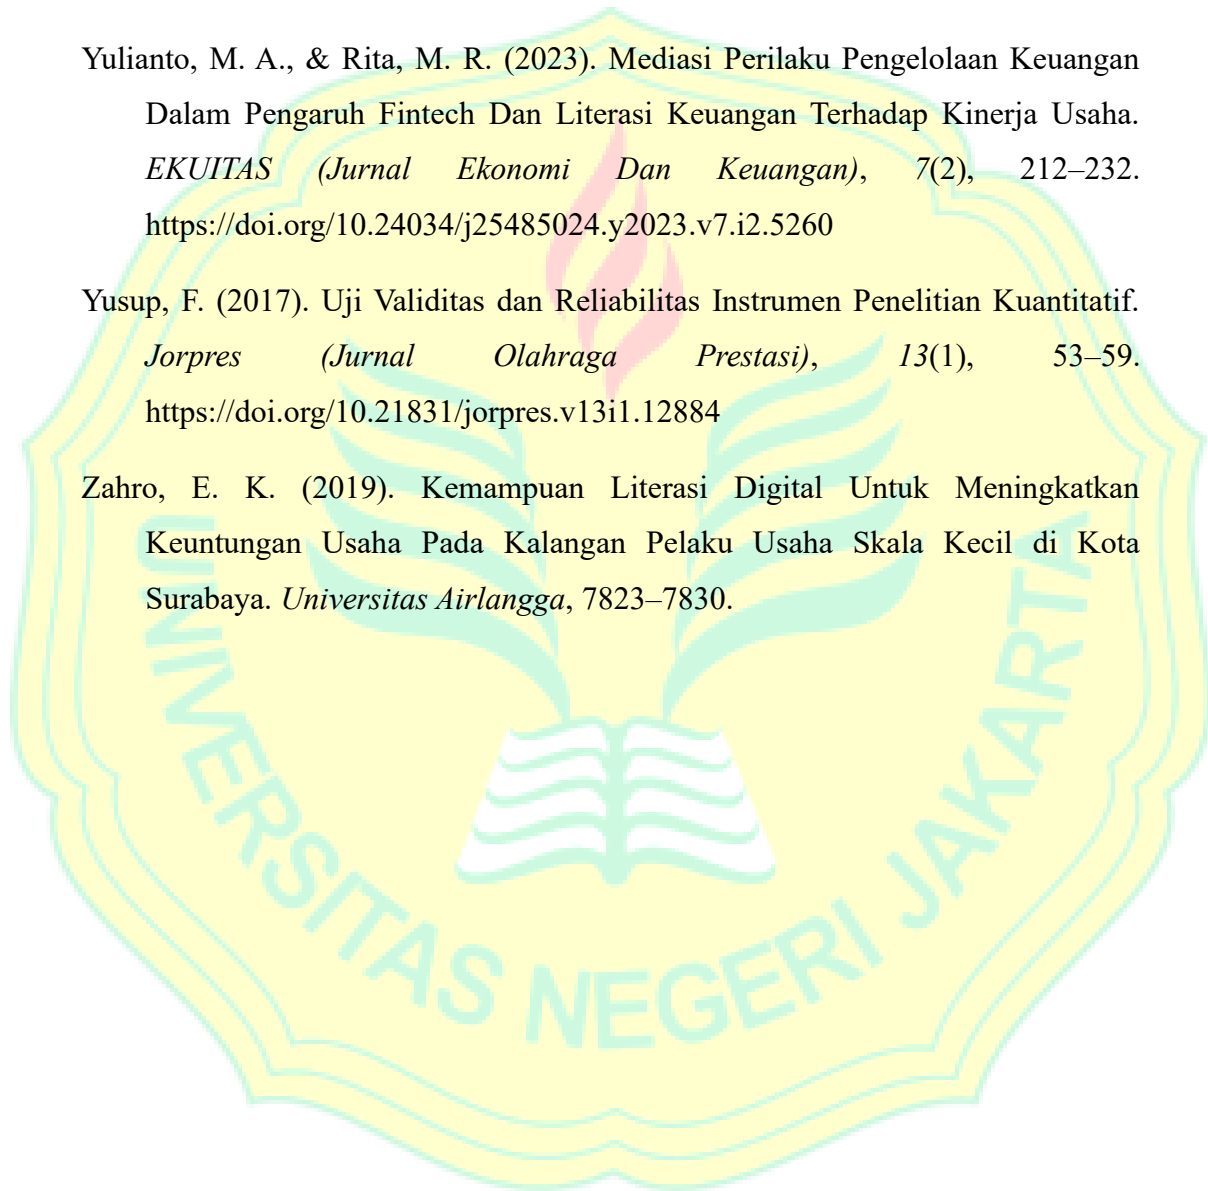 Yulianto, M. A., & Rita, M. R. (2023). Mediasi Perilaku Pengelolaan Keuangan
Dalam Pengaruh Fintech Dan Literasi Keuangan Terhadap Kinerja Usaha.
EKUITAS (Jurnal Ekonomi Dan Keuangan), 7(2), 212–232.
https://doi.org/10.24034/j25485024.y2023.v7.i2.5260
Yusup, F. (2017). Uji Validitas dan Reliabilitas Instrumen Penelitian Kuantitatif.
Jorpres (Jurnal Olahraga Prestasi), 13(1), 53–59.
https://doi.org/10.21831/jorpres.v13i1.12884
Zahro, E. K. (2019). Kemampuan Literasi Digital Untuk Meningkatkan
Keuntungan Usaha Pada Kalangan Pelaku Usaha Skala Kecil di Kota
Surabaya. Universitas Airlangga, 7823–7830.
UNIVERSITAS NEGERI JAKARTA